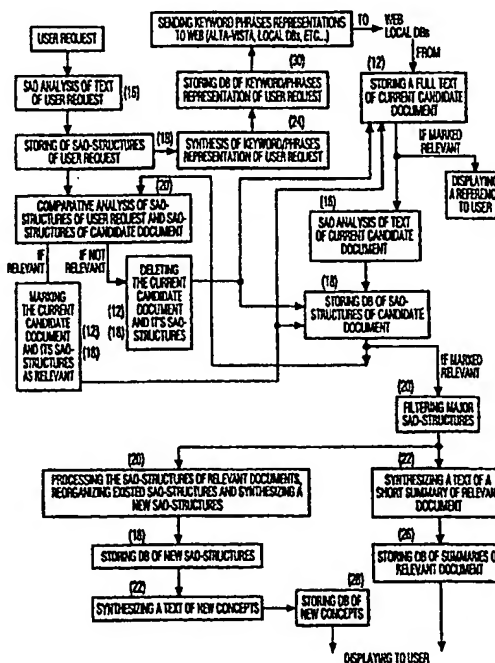 SENDING KEYWORD PHRASES REPRESENTATIONS
TO WEB (ALTA-VISTA, LOCAL DBs, ETC...)
TO
WEB
LOCAL DBs
FROM
USER REQUEST
SAO ANALYSIS OF TEXT
OF USER REQUEST
(16)
STORING OF SAO-STRUCTURES
OF USER REQUEST
(18)
(30)
STORING DB OF KEYWORD/PHRASES
REPRESENTATION OF USER REQUEST
(24)
SYNTHESIS OF KEYWORD/PHRASES
REPRESENTATION OF USER REQUEST
(12)
STORING A FULL TEXT
OF CURRENT CANDIDATE
DOCUMENT
IF MARKED
RELEVANT
DISPLAYING
A REFERENCE
TO USER
(20)
COMPARATIVE ANALYSIS OF SAO-
STRUCTURES OF USER REQUEST AND SAO-
STRUCTURES OF CANDIDATE DOCUMENT
IF
RELEVANT
IF NOT
RELEVANT
MARKING
THE CURRENT
CANDIDATE
DOCUMENT
AND ITS SAO-
STRUCTURES
AS RELEVANT
(12)
(18)
DELETING
THE CURRENT
CANDIDATE
DOCUMENT
AND IT'S SAO-
STRUCTURES
(12)
(18)
(16)
SAO ANALYSIS OF TEXT
OF CURRENT CANDIDATE
DOCUMENT
(18)
STORING DB OF SAO-
STRUCTURES OF CANDIDATE
DOCUMENT
IF MARKED
RELEVANT
(20)
FILTERING MAJOR
SAO-STRUCTURES
(20)
PROCESSING THE SAO-STRUCTURES OF RELEVANT DOCUMENTS,
REORGANIZING EXISTED SAO-STRUCTURES AND SYNTHESIZING A
NEW SAO-STRUCTURES
(18)
STORING DB OF NEW SAO-STRUCTURES
(22)
SYNTHESIZING A TEXT OF NEW CONCEPTS
(28)
STORING DB OF
NEW CONCEPTS
(22)
SYNTHESIZING A TEXT OF A
SHORT SUMMARY OF RELEVANT
DOCUMENT
(26)
STORING DB OF SUMMARIES OF
RELEVANT DOCUMENT
DISPLAYING TO USER